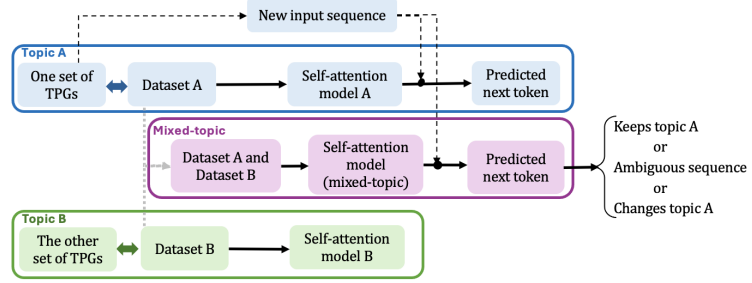 New input sequence
Topic A
One set of
TPGs
Dataset A
Self-attention
model A
Predicted
next token
Mixed-topic
Dataset A and
Dataset B
Self-attention
model
(mixed-topic)
Predicted
next token
Keeps topic A
or
Ambiguous sequence
or
Changes topic A
Topic B
The other
set of TPGs
Dataset B
Self-attention
model B